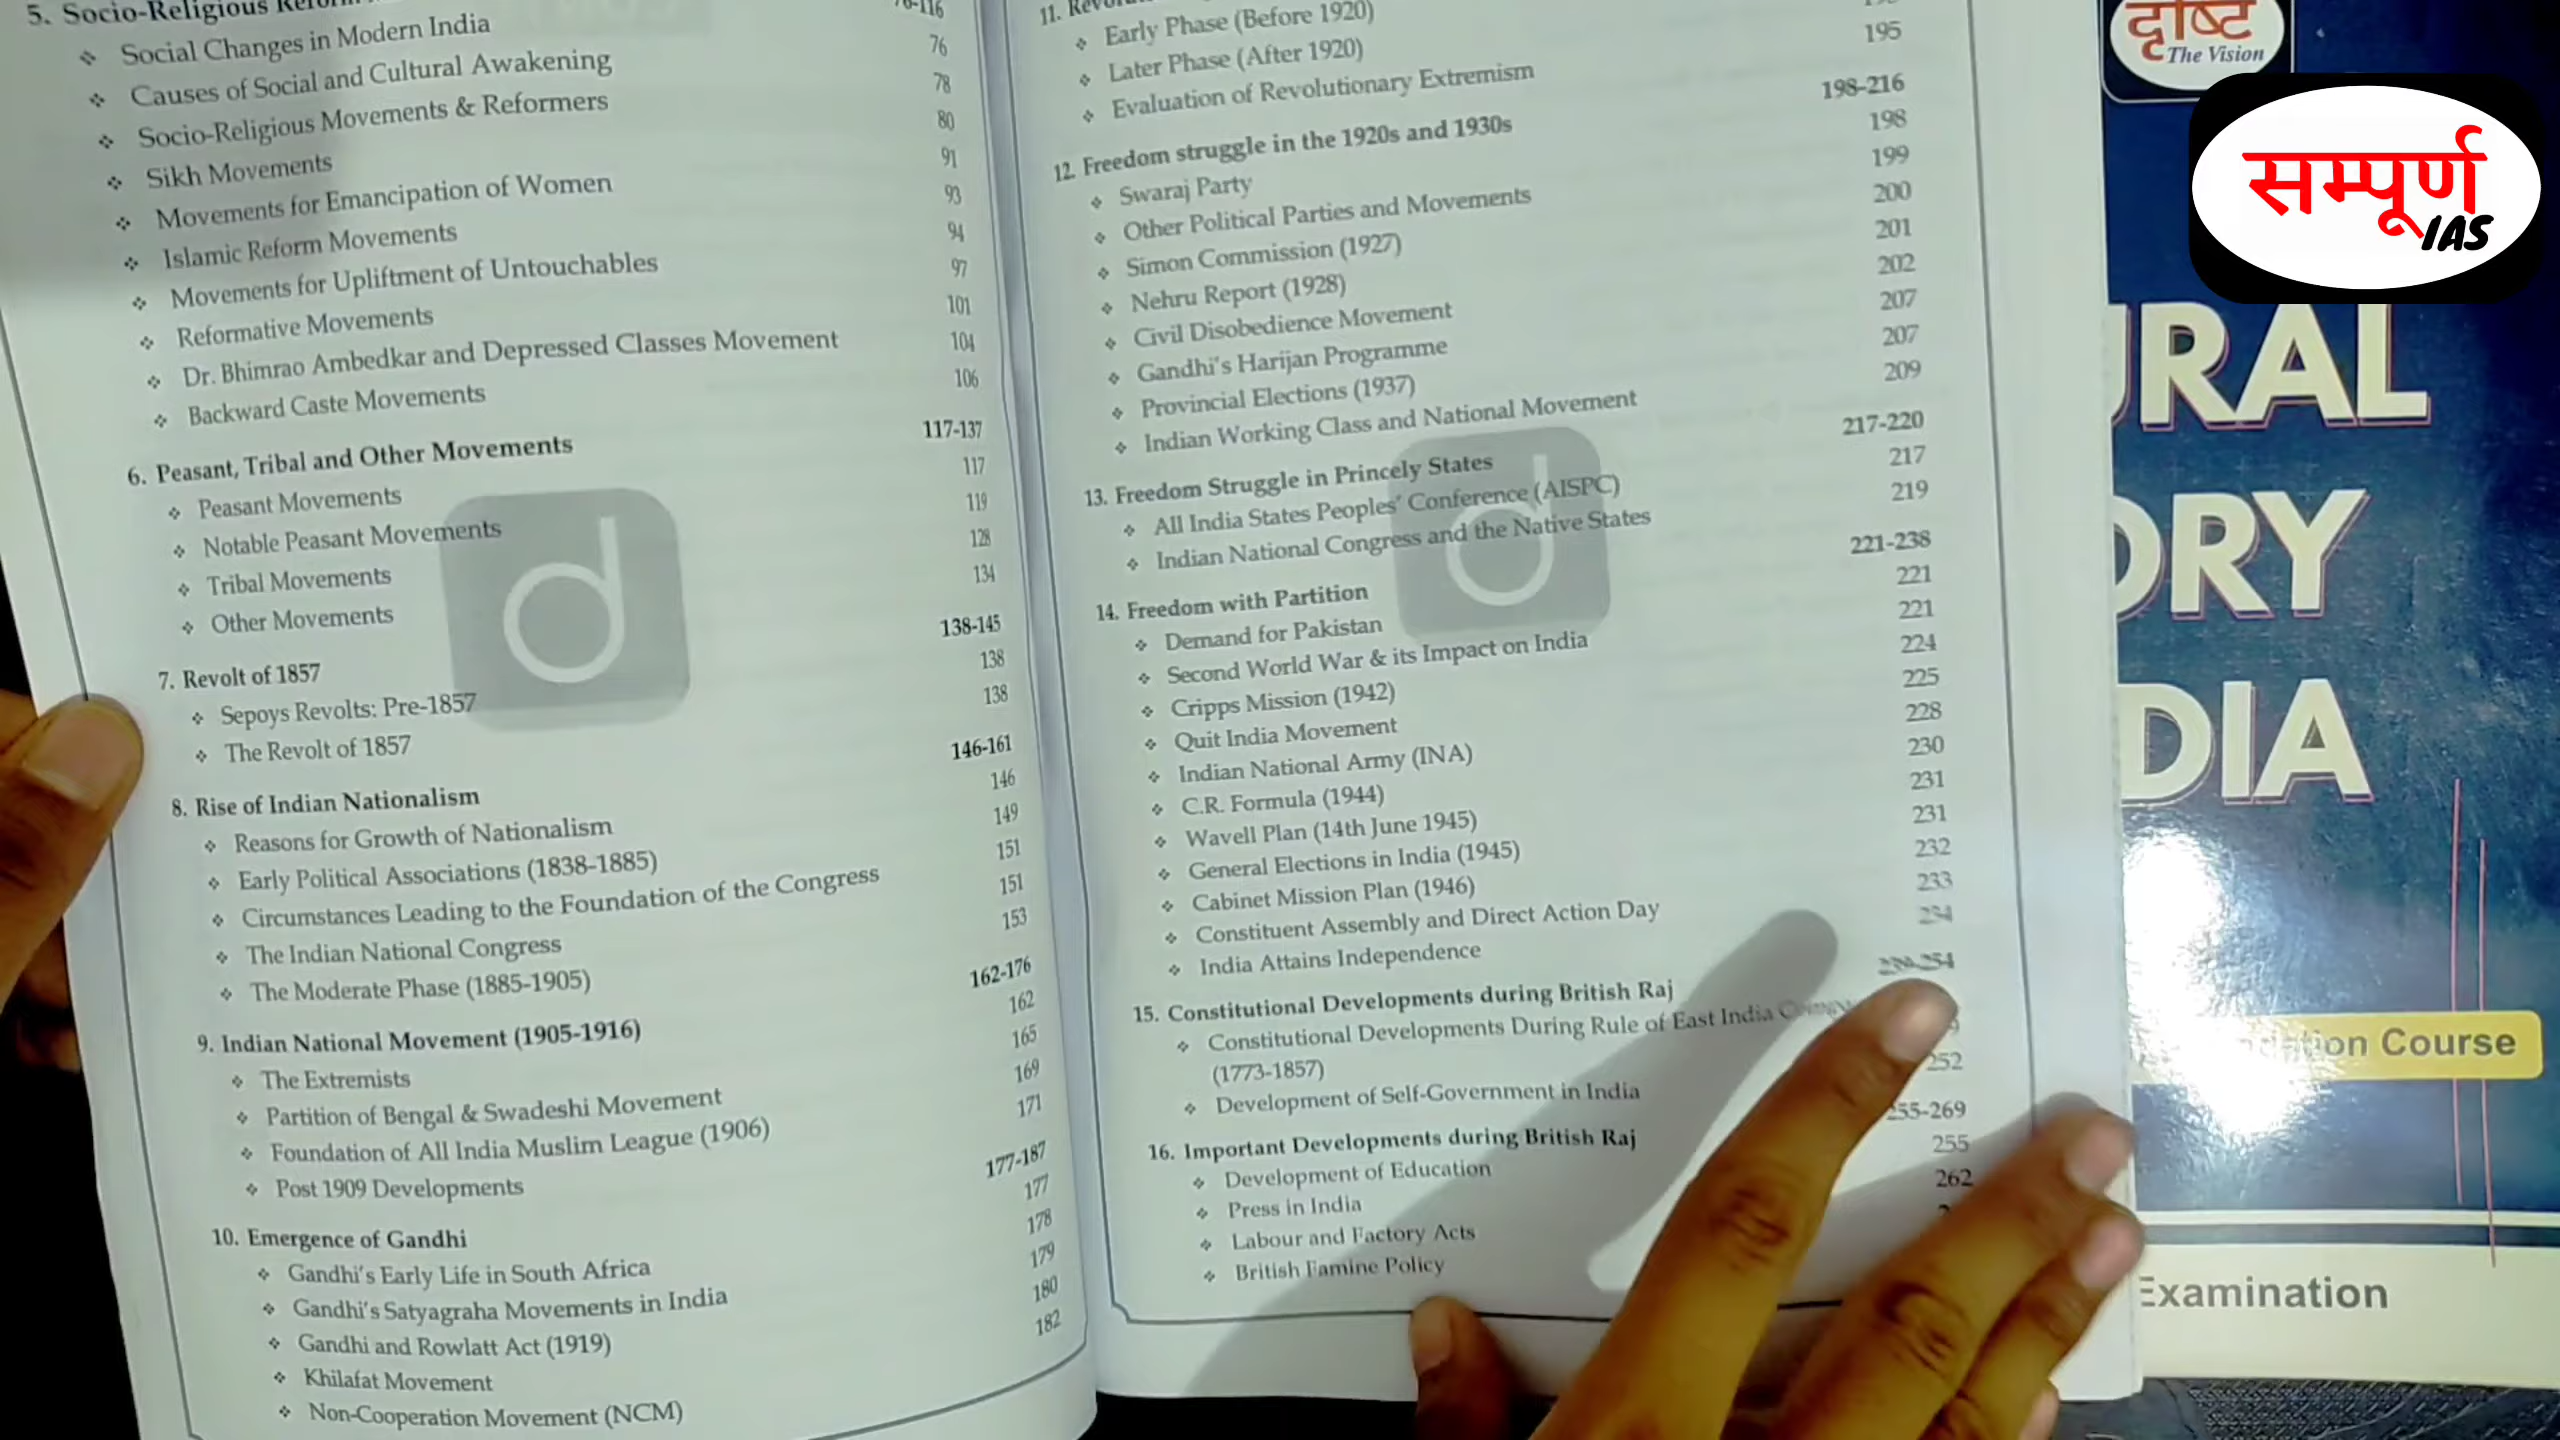 5. Socio-Religious
76-116
❖ Social Changes in Modern India 76
❖ Causes of Social and Cultural Awakening 78
❖ Socio-Religious Movements & Reformers 80
❖ Sikh Movements 91
❖ Movements for Emancipation of Women 93
❖ Islamic Reform Movements 94
❖ Movements for Upliftment of Untouchables 97
❖ Reformative Movements 101
❖ Dr. Bhimrao Ambedkar and Depressed Classes Movement 104
❖ Backward Caste Movements 106
6. Peasant, Tribal and Other Movements 117-137
❖ Peasant Movements 117
❖ Notable Peasant Movements 119
❖ Tribal Movements 128
❖ Other Movements 134
7. Revolt of 1857 138-145
❖ Sepoys Revolts: Pre-1857 138
❖ The Revolt of 1857 138
8. Rise of Indian Nationalism 146-161
❖ Reasons for Growth of Nationalism 146
❖ Early Political Associations (1838-1885) 149
❖ Circumstances Leading to the Foundation of the Congress 151
❖ The Indian National Congress 151
❖ The Moderate Phase (1885-1905) 153
9. Indian National Movement (1905-1916) 162-176
❖ The Extremists 162
❖ Partition of Bengal & Swadeshi Movement 165
❖ Foundation of All India Muslim League (1906) 169
❖ Post 1909 Developments 171
10. Emergence of Gandhi 177-187
❖ Gandhi's Early Life in South Africa 177
❖ Gandhi's Satyagraha Movements in India 178
❖ Gandhi and Rowlatt Act (1919) 179
❖ Khilafat Movement 180
❖ Non-Cooperation Movement (NCM) 182
11.
❖ Early Phase (Before 1920)
❖ Later Phase (After 1920)
❖ Evaluation of Revolutionary Extremism 195
12. Freedom struggle in the 1920s and 1930s 198-216
❖ Swaraj Party 198
❖ Other Political Parties and Movements 199
❖ Simon Commission (1927) 200
❖ Nehru Report (1928) 201
❖ Civil Disobedience Movement 202
❖ Gandhi's Harijan Programme 207
❖ Provincial Elections (1937) 207
❖ Indian Working Class and National Movement 209
13. Freedom Struggle in Princely States 217-220
❖ All India States Peoples' Conference (AISPC) 217
❖ Indian National Congress and the Native States 219
14. Freedom with Partition 221-238
❖ Demand for Pakistan 221
❖ Second World War & its Impact on India 221
❖ Cripps Mission (1942) 224
❖ Quit India Movement 225
❖ Indian National Army (INA) 228
❖ C.R. Formula (1944) 230
❖ Wavell Plan (14th June 1945) 231
❖ General Elections in India (1945) 231
❖ Cabinet Mission Plan (1946) 232
❖ Constituent Assembly and Direct Action Day 233
❖ India Attains Independence 234
15. Constitutional Developments during British Raj
❖ Constitutional Developments During Rule of East India
(1773-1857)
❖ Development of Self-Government in India 252
16. Important Developments during British Raj 255-269
❖ Development of Education 255
❖ Press in India 262
❖ Labour and Factory Acts
❖ British Famine Policy
दृष्टि
The Vision
सम्पूर्ण
IAS
URAL
ORY
DIA
ion Course
Examination